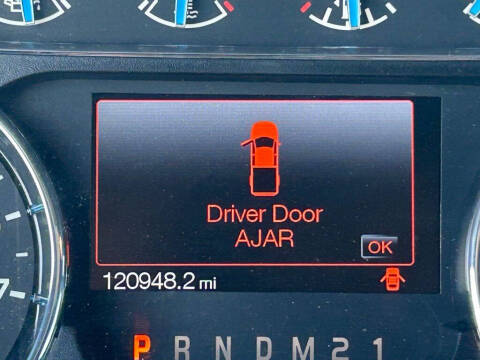 Driver Door
AJAR
OK
120948.2 mi
P R N D M 2 1